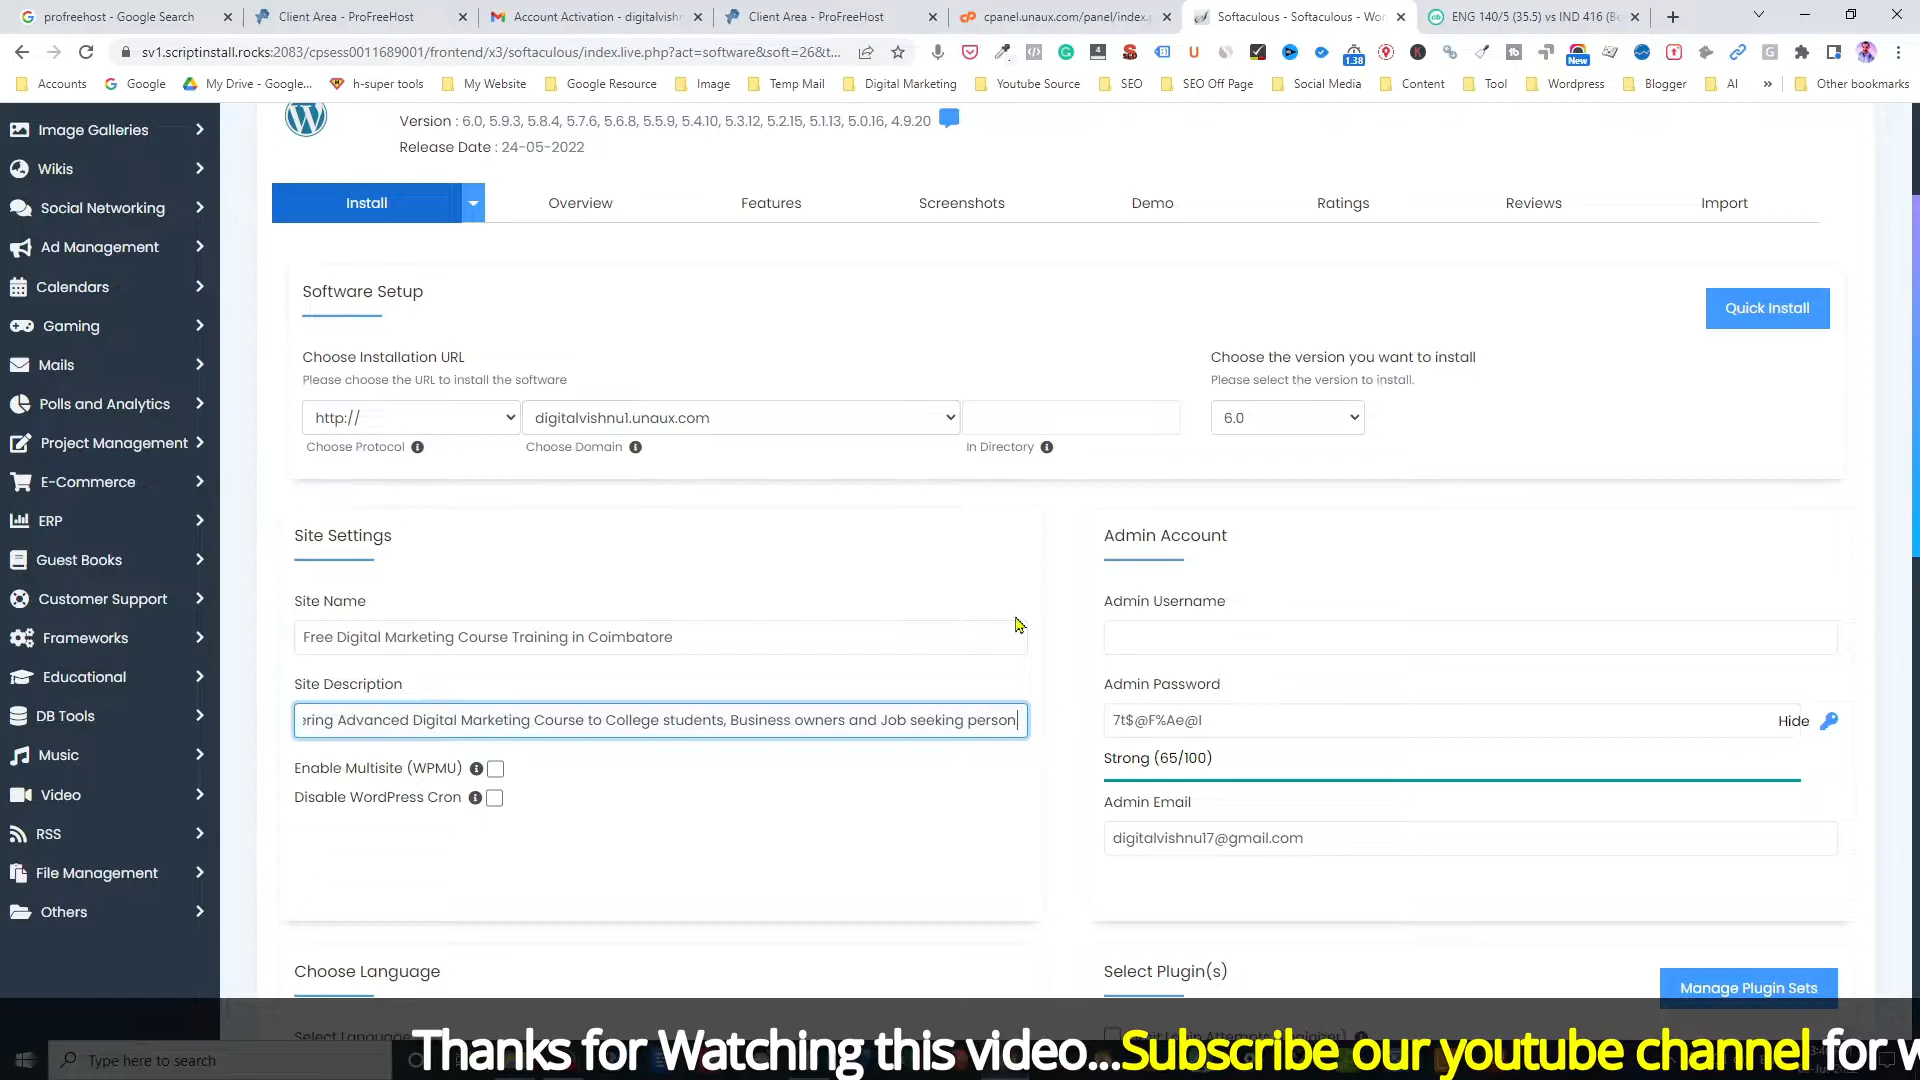 profreehost - Google Search
Client Area - ProFreeHost
Account Activation - digitalvishn
Client Area - ProFreeHost
cpanel.unaux.com/panel/index.
Softaculous - Softaculous - Wor
ENG 140/5 (35.5) vs IND 416 (Be
sv1.scriptinstall.rocks:2083/cpsess0011689001/frontend/x3/softaculous/index.live.php?act=software&soft=26&t...
1.38
New
Accounts
Google
My Drive - Google...
h-super tools
My Website
Google Resource
Image
Temp Mail
Digital Marketing
Youtube Source
SEO
SEO Off Page
Social Media
Content
Tool
Wordpress
Blogger
AI
»
Other bookmarks
Image Galleries
Wikis
Social Networking
Ad Management
Calendars
Gaming
Mails
Polls and Analytics
Project Management
E-Commerce
ERP
Guest Books
Customer Support
Frameworks
Educational
DB Tools
Music
Video
RSS
File Management
Others
Version : 6.0, 5.9.3, 5.8.4, 5.7.6, 5.6.8, 5.5.9, 5.4.10, 5.3.12, 5.2.15, 5.1.13, 5.0.16, 4.9.20
Release Date : 24-05-2022
Install
Overview
Features
Screenshots
Demo
Ratings
Reviews
Import
Software Setup
Quick Install
Choose Installation URL
Please choose the URL to install the software
http://
digitalvishnu1.unaux.com
Choose Protocol
Choose Domain
In Directory
Choose the version you want to install
Please select the version to install.
6.0
Site Settings
Site Name
Free Digital Marketing Course Training in Coimbatore
Site Description
ering Advanced Digital Marketing Course to College students, Business owners and Job seeking person
Enable Multisite (WPMU)
Disable WordPress Cron
Admin Account
Admin Username
Admin Password
7t$@F%Ae@l
Hide
Strong (65/100)
Admin Email
digitalvishnu17@gmail.com
Choose Language
Select Language
Select Plugin(s)
Manage Plugin Sets
Type here to search
Thanks for Watching this video...Subscribe our youtube channel for w